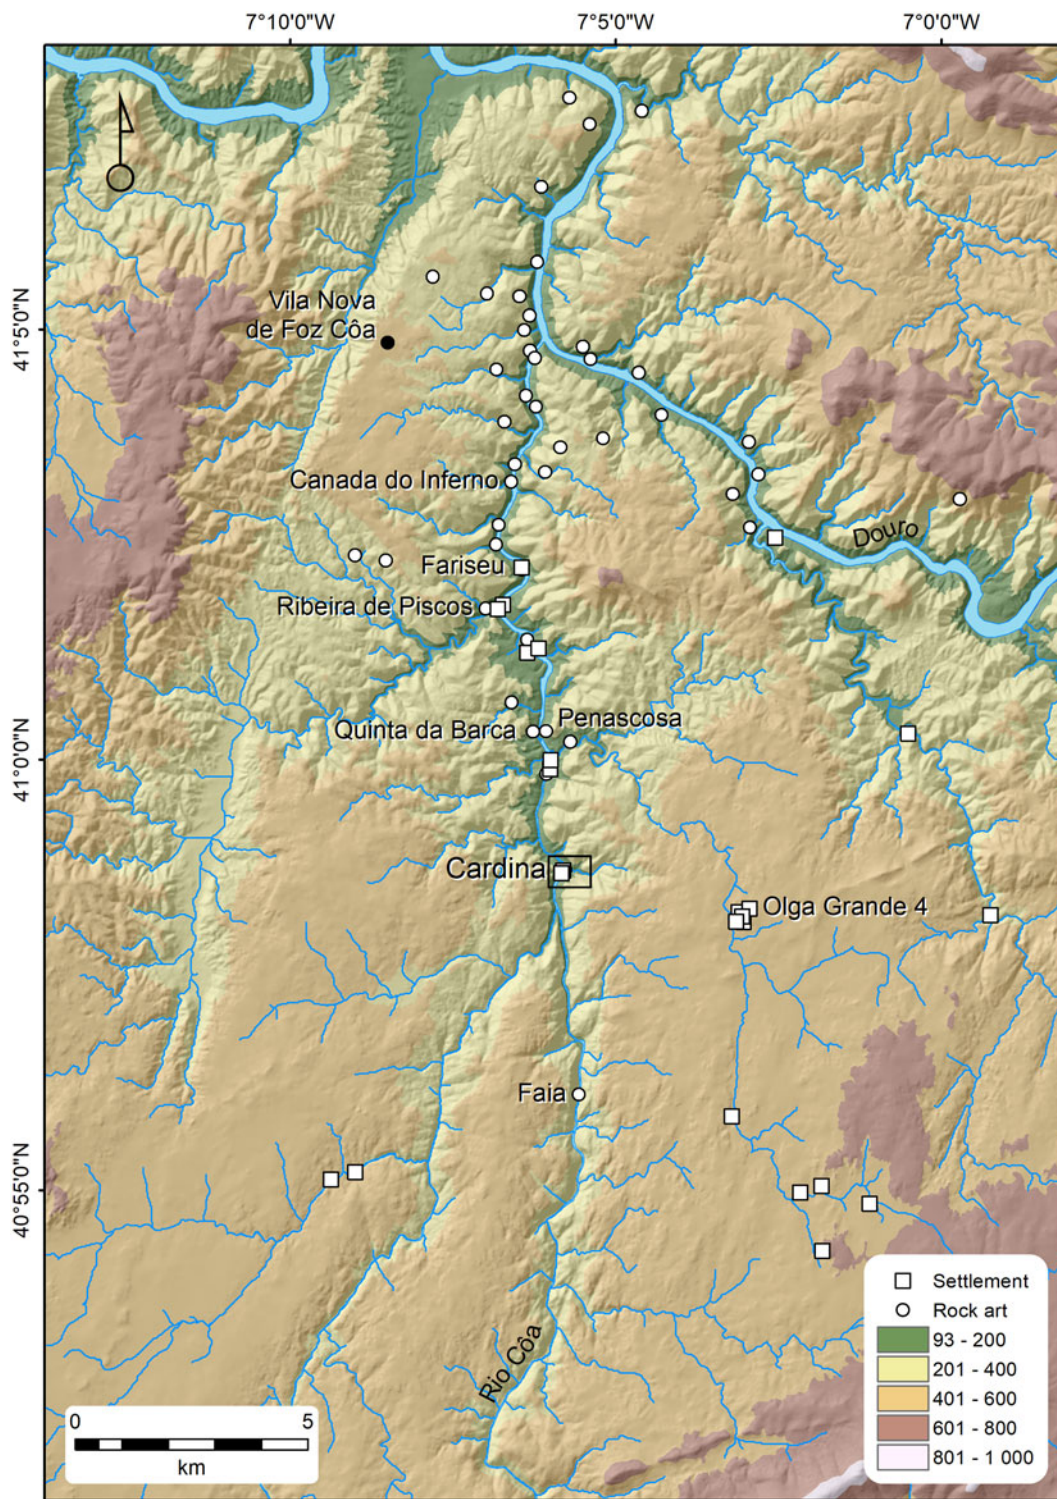 7°10'0"W
7°5'0"W
7°0'0"W
41°5'0"N
41°0'0"N
40°55'0"N
Vila Nova
de Foz Côa
Canada do Inferno
Douro
Fariseu
Ribeira de Piscos
Penascosa
Quinta da Barca
Cardina
Olga Grande 4
Faia
Rio Côa
Settlement
Rock art
93 - 200
201 - 400
401 - 600
601 - 800
801 - 1 000
0 5
km